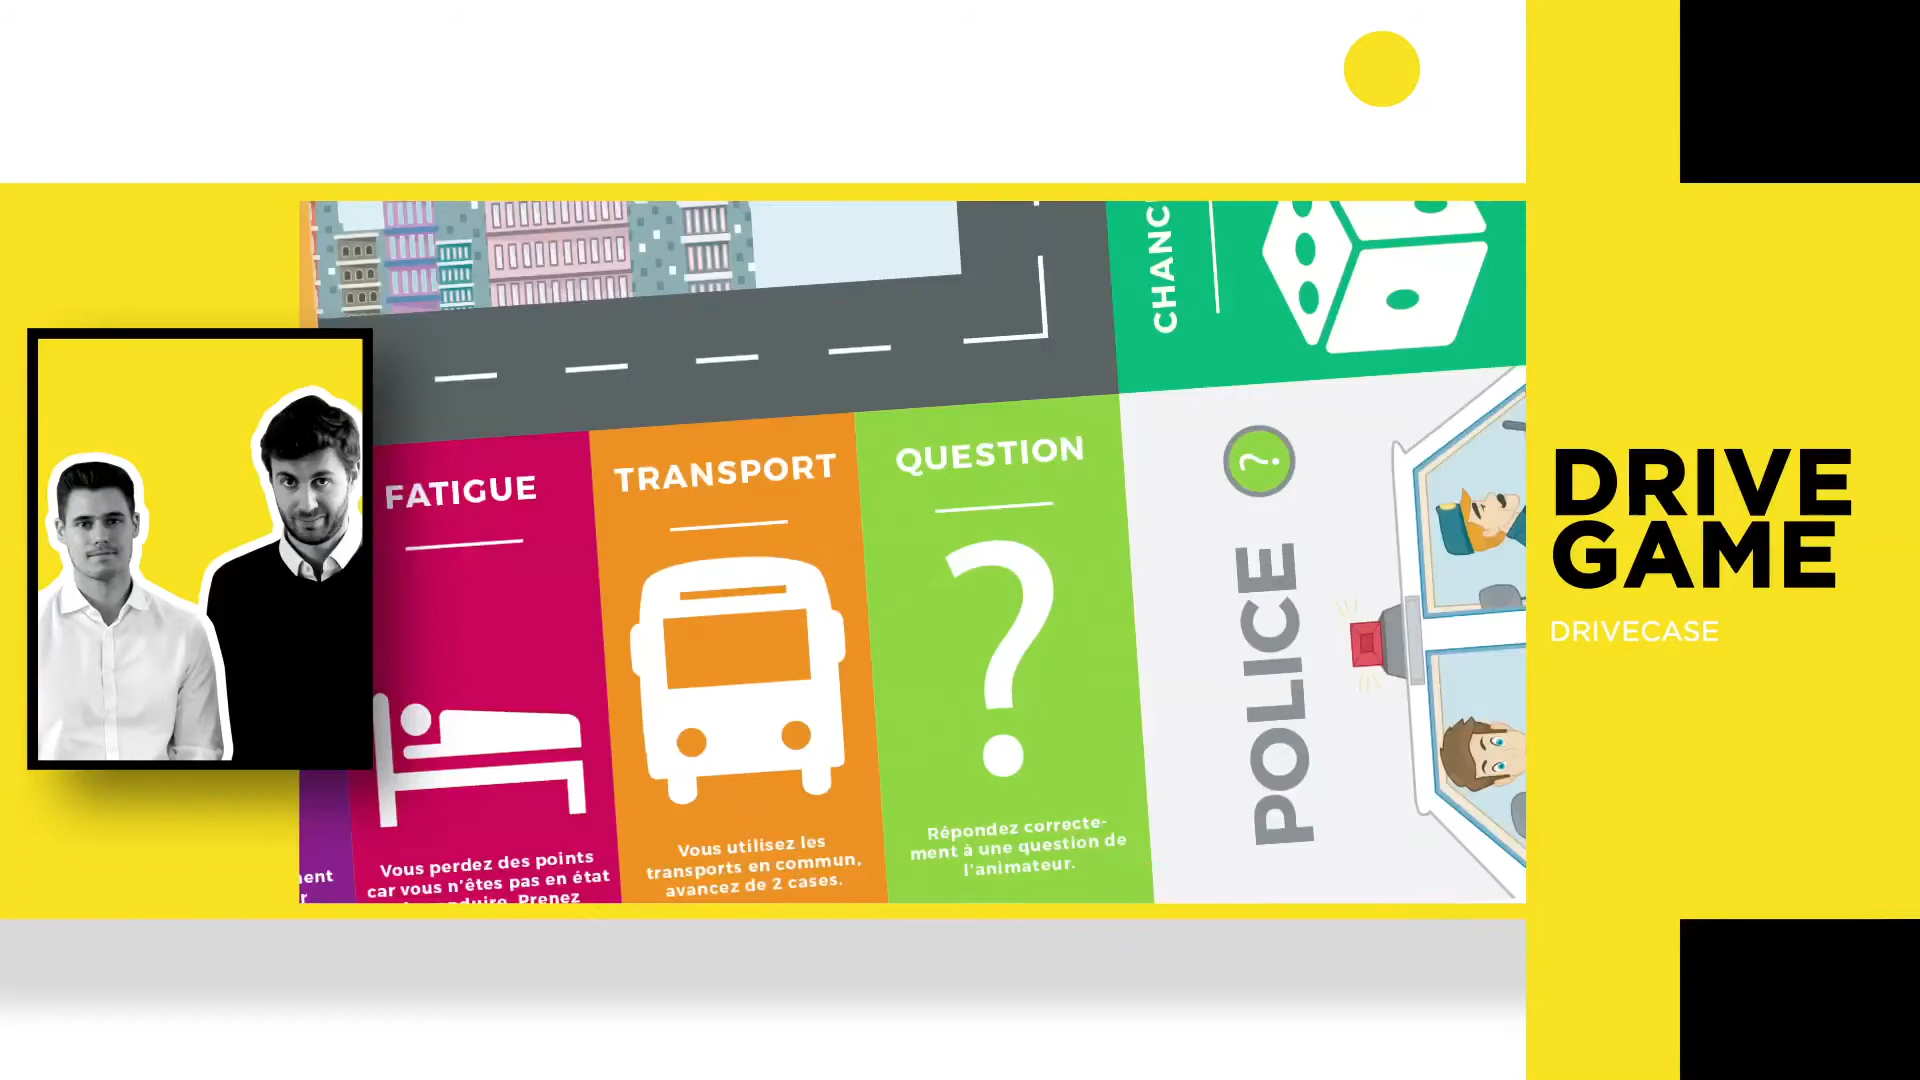 CHANC
FATIGUE
TRANSPORT
QUESTION
?
POLICE
?
Vous perdez des points
car vous n'êtes pas en état
Prenez
Vous utilisez les
transports en commun,
avancez de 2 cases.
Répondez correcte-
ment à une question de
l'animateur.
DRIVE
GAME
DRIVECASE